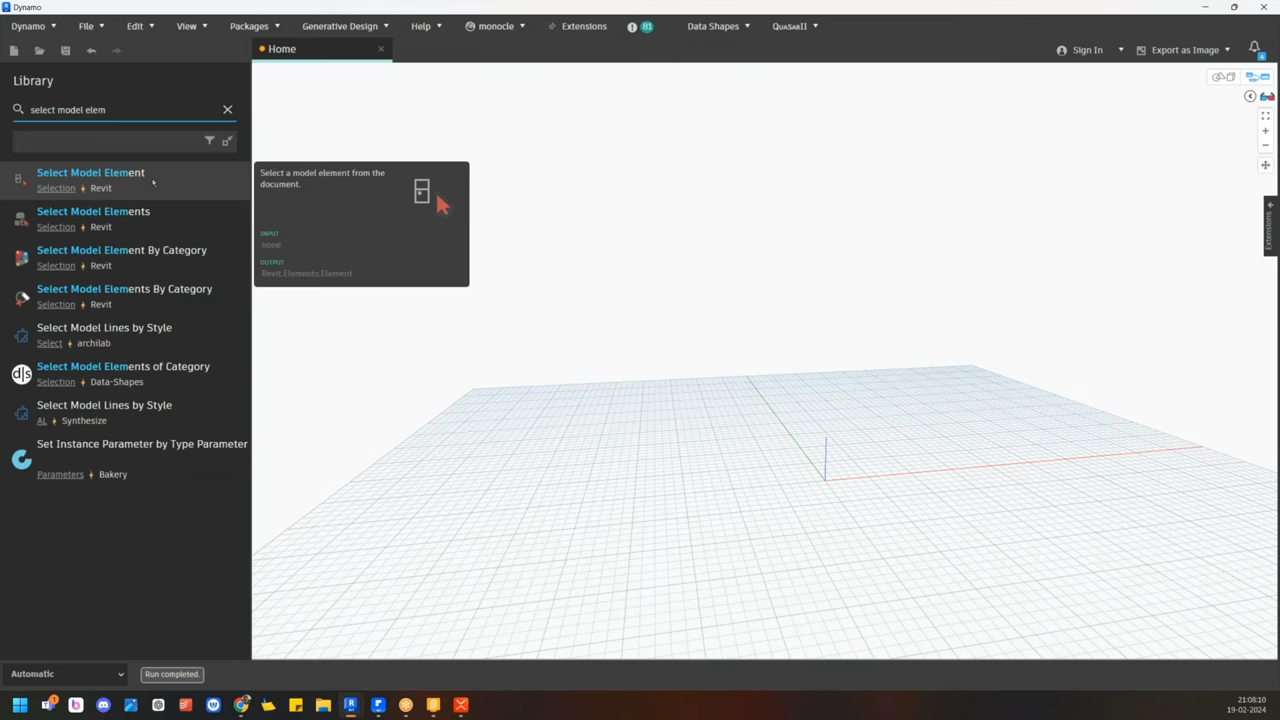 Dynamo
Dynamo File Edit View Packages Generative Design Help monocle Extensions 81 Data Shapes QUASARII
Home
Sign In Export as Image
Library
select model elem
Select Model Element
Selection Revit
Select Model Elements
Selection Revit
Select Model Element By Category
Selection Revit
Select Model Elements By Category
Selection Revit
Select Model Lines by Style
Select archilab
Select Model Elements of Category
Selection Data-Shapes
Select Model Lines by Style
AL Synthesize
Set Instance Parameter by Type Parameter
Parameters Bakery
Select a model element from the
document.
INPUT
none
OUTPUT
Revit.Elements.Element
Extensions
Automatic
Run completed.
21:08:10
19-02-2024